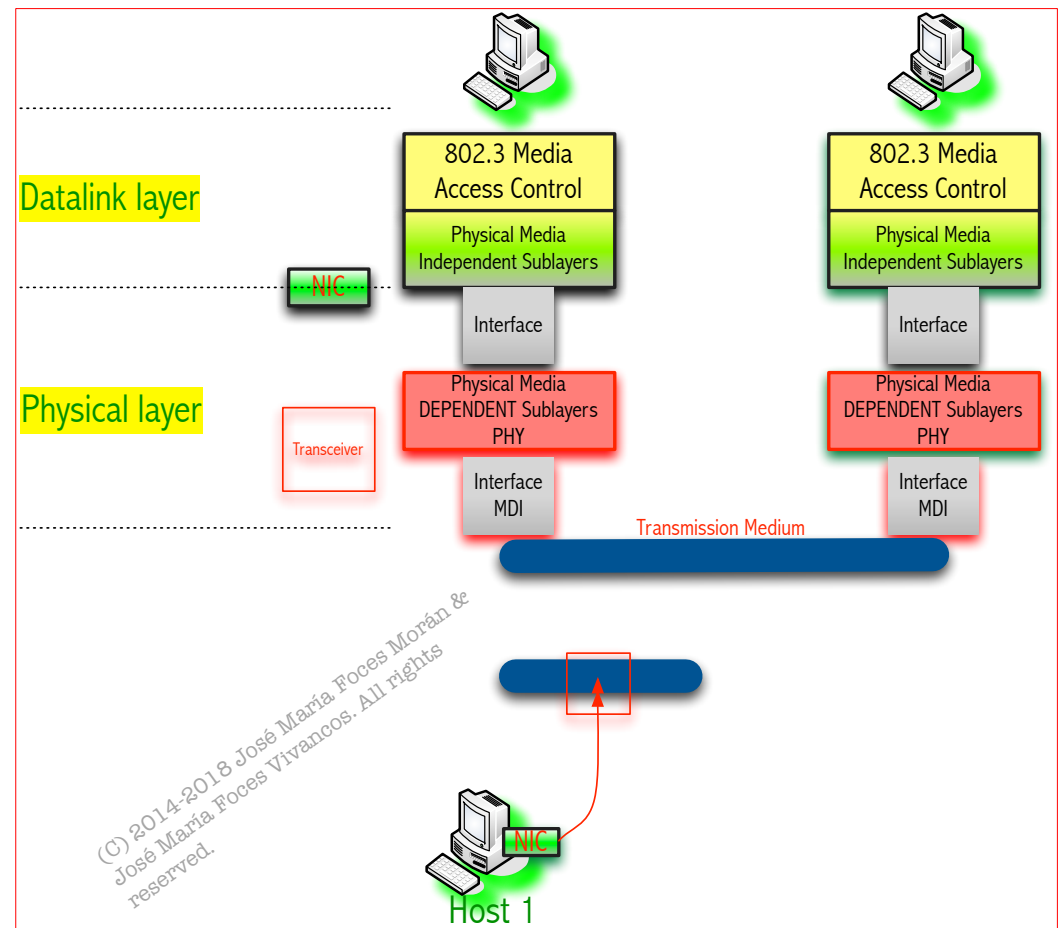 802.3 Media
Access Control
802.3 Media
Access Control
Datalink layer
Physical Media
Independent Sublayers
Physical Media
Independent Sublayers
NIC
Interface
Interface
Physical layer
Physical Media
DEPENDENT Sublayers
PHY
Physical Media
DEPENDENT Sublayers
PHY
Transceiver
Interface
MDI
Interface
MDI
Transmission Medium
(C) 2014-2018 José María Foces Morán &
José María Foces Vivancos. All rights
reserved.
NIC
Host 1